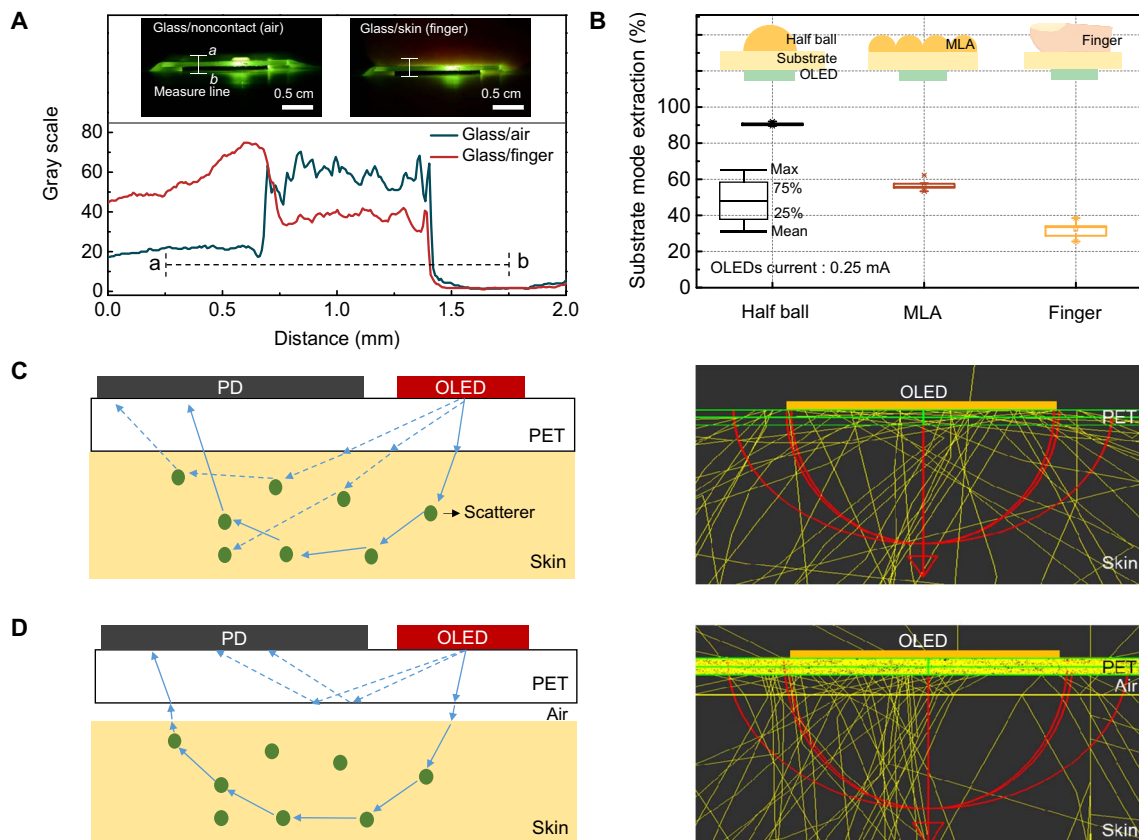 A
Glass/noncontact (air)
a
b
Measure line
0.5 cm
Glass/skin (finger)
0.5 cm
Gray scale
80
60
40
20
0
Glass/air
Glass/finger
a
b
0.0
0.5
1.0
1.5
2.0
Distance (mm)
B
Substrate mode extraction (%)
100
80
60
40
20
0
Half ball
Substrate
OLED
MLA
Finger
Max
75%
25%
Mean
OLEDs current : 0.25 mA
Half ball
MLA
Finger
C
PD
OLED
PET
Scatterer
Skin
OLED
PET
Skin
D
PD
OLED
PET
Air
Skin
OLED
PET
Air
Skin